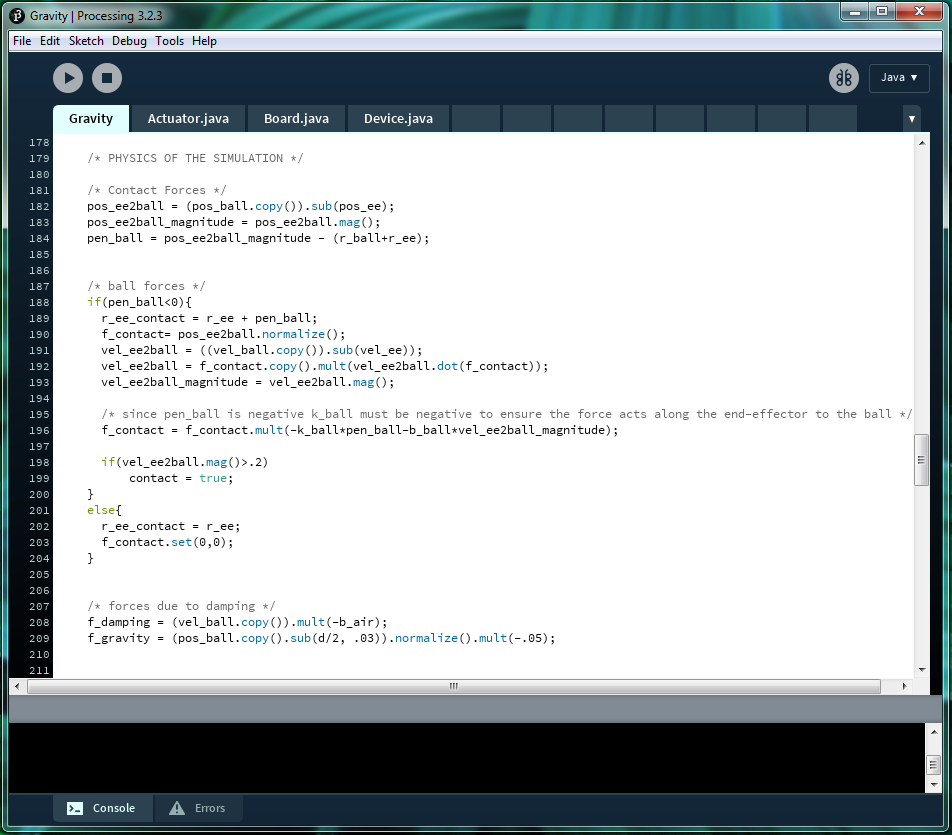 Gravity | Processing 3.2.3
File Edit Sketch Debug Tools Help
Java ▼
Gravity Actuator.java Board.java Device.java ▼
178
179 /* PHYSICS OF THE SIMULATION */
180
181 /* Contact Forces */
182 pos_ee2ball = (pos_ball.copy()).sub(pos_ee);
183 pos_ee2ball_magnitude = pos_ee2ball.mag();
184 pen_ball = pos_ee2ball_magnitude - (r_ball+r_ee);
185
186
187 /* ball forces */
188 if(pen_ball<0){
189 r_ee_contact = r_ee + pen_ball;
190 f_contact= pos_ee2ball.normalize();
191 vel_ee2ball = ((vel_ball.copy()).sub(vel_ee));
192 vel_ee2ball = f_contact.copy().mult(vel_ee2ball.dot(f_contact));
193 vel_ee2ball_magnitude = vel_ee2ball.mag();
194
195 /* since pen_ball is negative k_ball must be negative to ensure the force acts along the end-effector to the ball */
196 f_contact = f_contact.mult(-k_ball*pen_ball-b_ball*vel_ee2ball_magnitude);
197
198 if(vel_ee2ball.mag()>.2)
199 contact = true;
200 }
201 else{
202 r_ee_contact = r_ee;
203 f_contact.set(0,0);
204 }
205
206
207 /* forces due to damping */
208 f_damping = (vel_ball.copy()).mult(-b_air);
209 f_gravity = (pos_ball.copy().sub(d/2, .03)).normalize().mult(-.05);
210
211
Console Errors